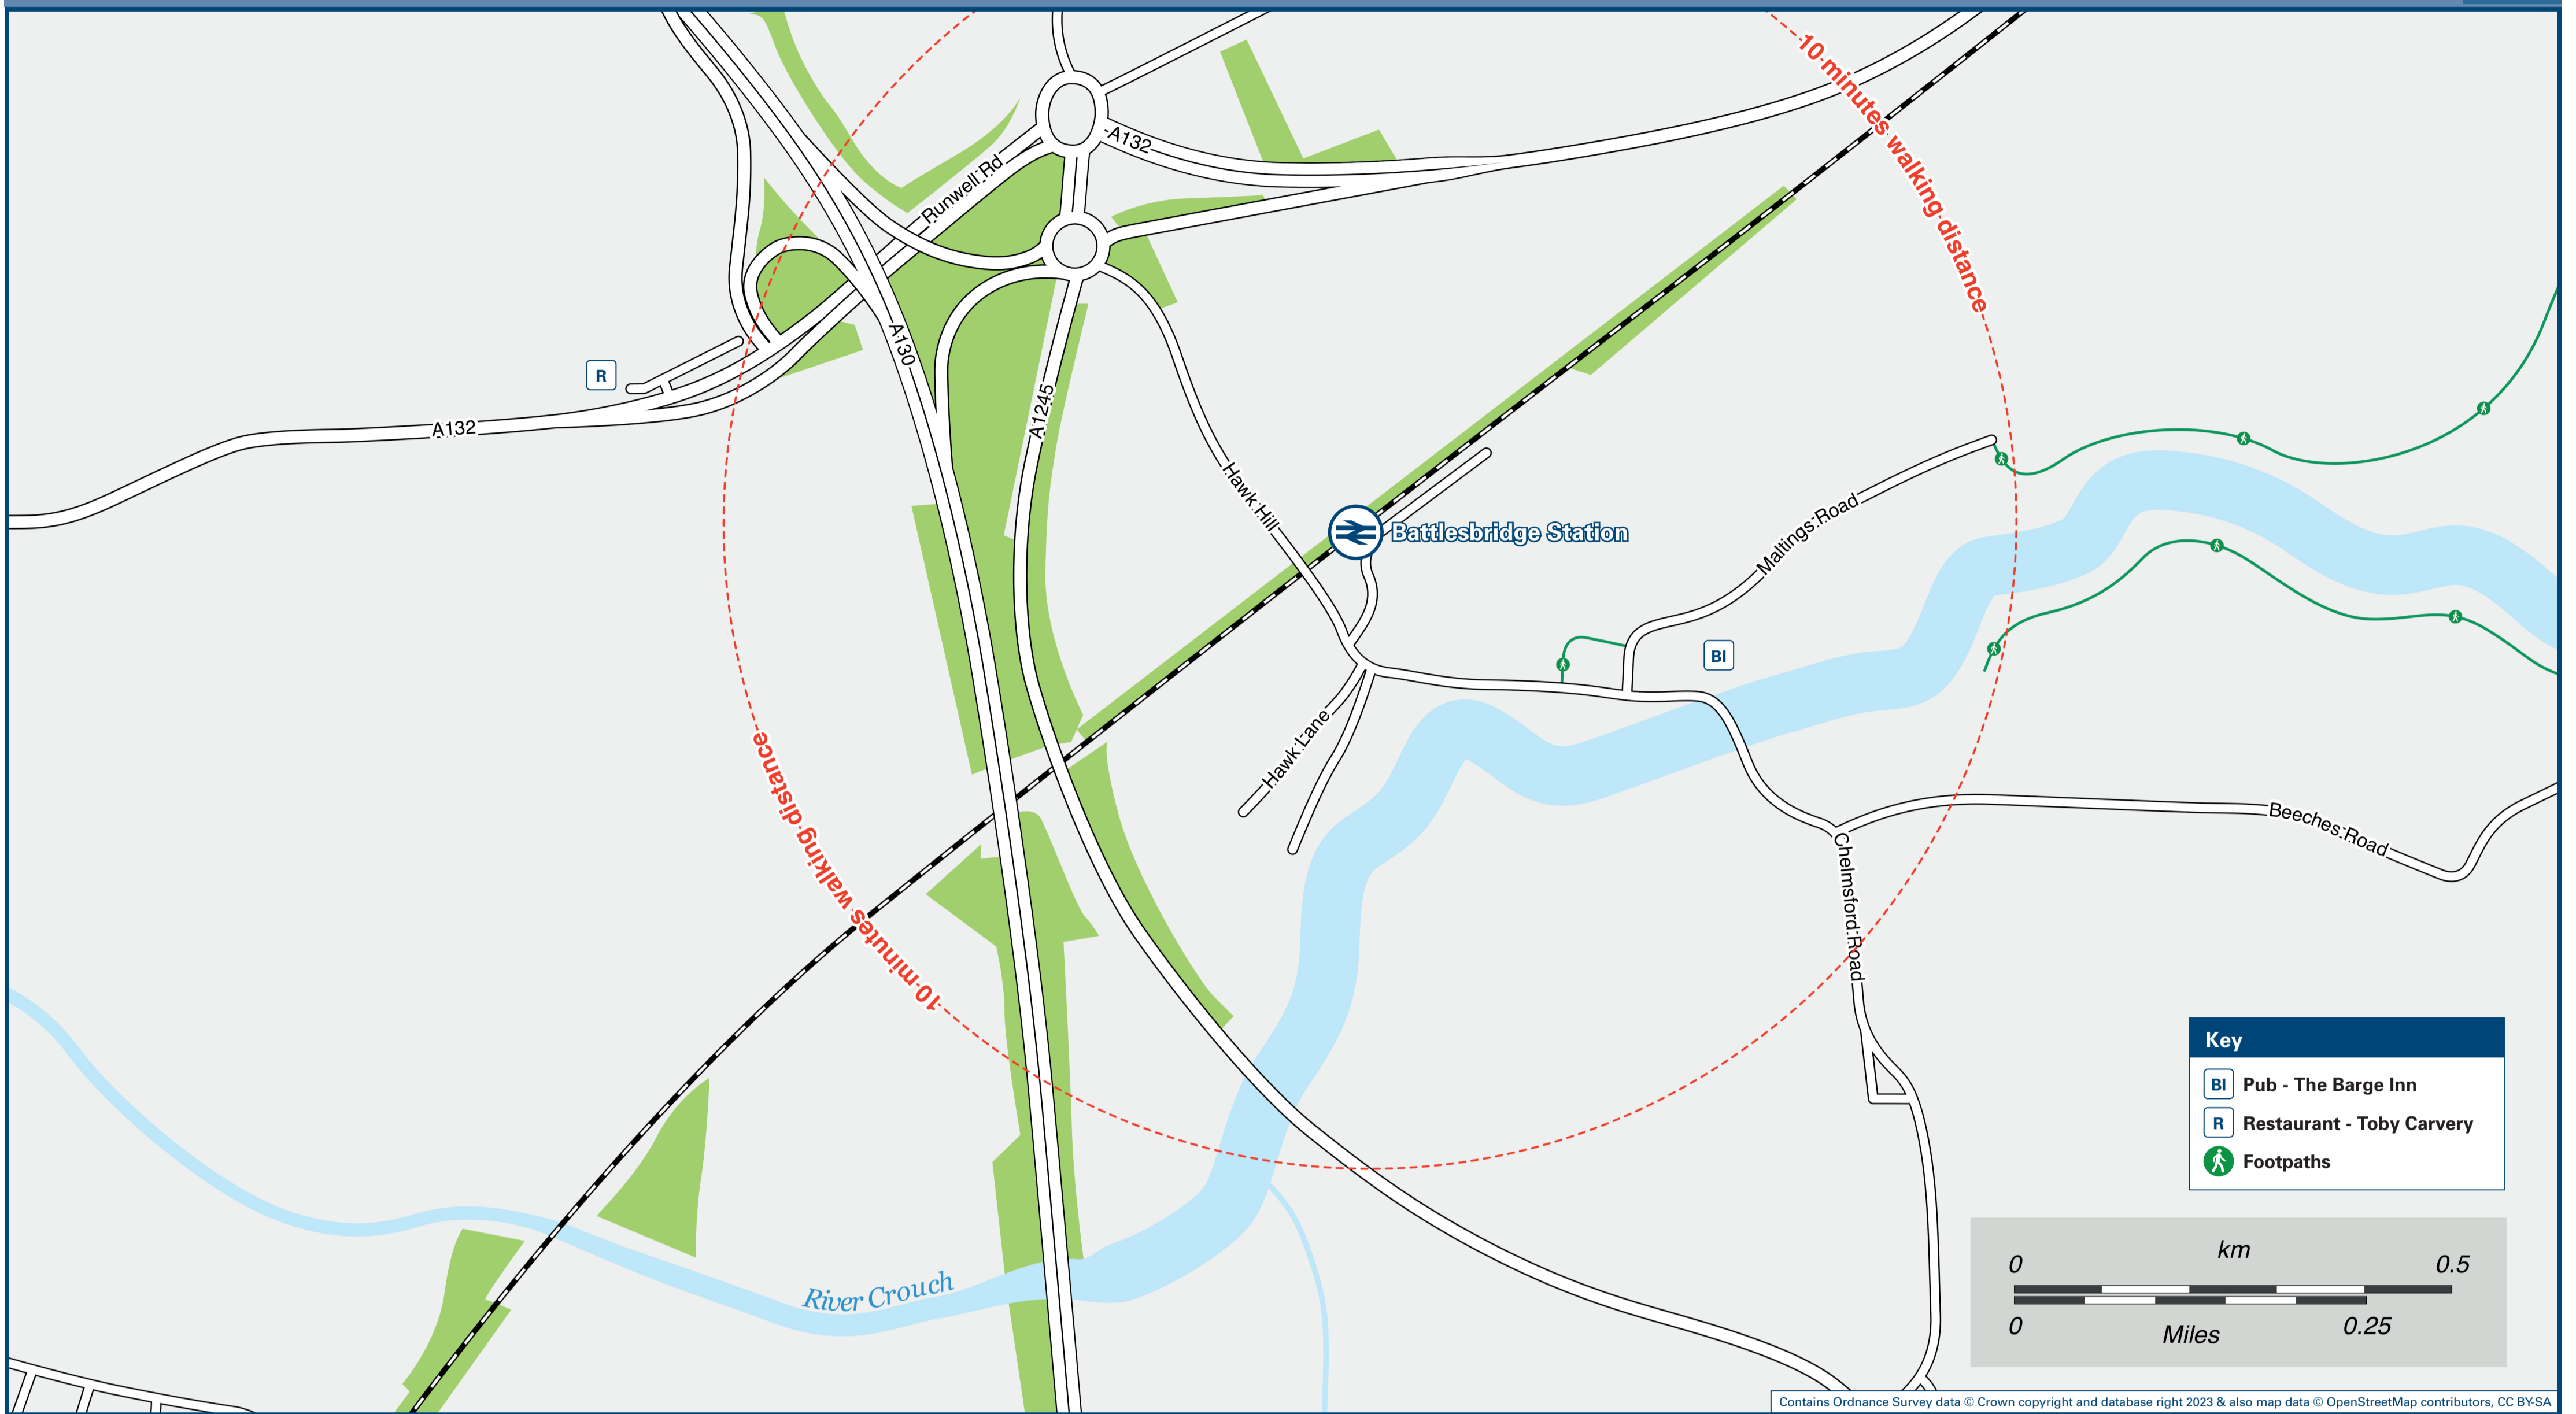 10 minutes walking distance
A132
Runwell Rd
A130
R
A132
A1245
Hawk Hill
Battlesbridge Station
Maltings Road
BI
Hawk Lane
10 minutes walking distance
Beeches Road
Chelmsford Road
River Crouch
Key
BI Pub - The Barge Inn
R Restaurant - Toby Carvery
Footpaths
km
0 0.5
0 0.25
Miles
Contains Ordnance Survey data © Crown copyright and database right 2023 & also map data © OpenStreetMap contributors, CC BY-SA